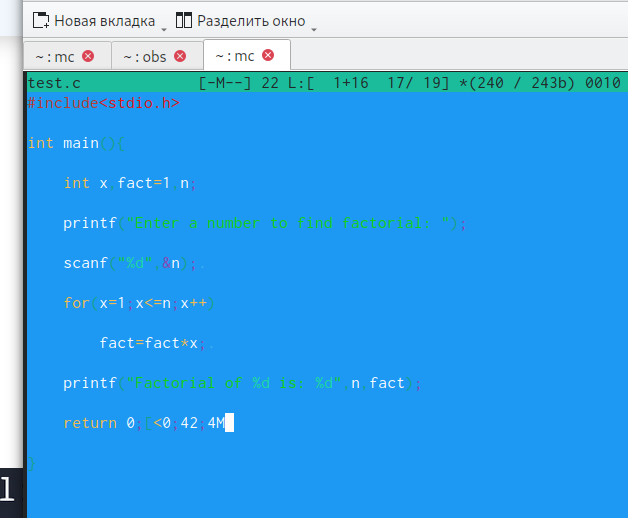 Новая вкладка Разделить окно
~ : mc ~ : obs ~ : mc
test.c [-M--] 22 L:[ 1+16 17/ 19] *(240 / 243b) 0010
#include<stdio.h>
int main(){
int x,fact=1,n;
printf("Enter a number to find factorial: ");
scanf("%d",&n);.
for(x=1;x<=n;x++)
fact=fact*x;.
printf("Factorial of %d is: %d",n,fact);
return 0;[<0;42;4M
}
l